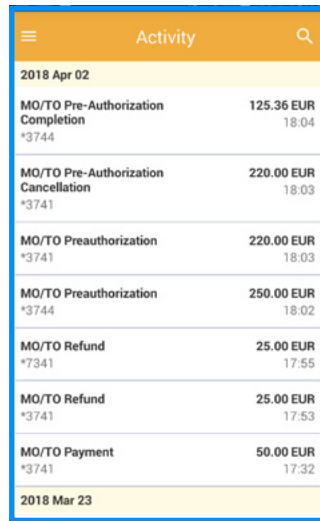 Activity
2018 Apr 02
MO/TO Pre-Authorization 125.36 EUR
Completion 18:04
*3744
MO/TO Pre-Authorization 220.00 EUR
Cancellation 18:03
*3741
MO/TO Preauthorization 220.00 EUR
*3741 18:03
MO/TO Preauthorization 250.00 EUR
*3744 18:02
MO/TO Refund 25.00 EUR
*7341 17:55
MO/TO Refund 25.00 EUR
*3741 17:53
MO/TO Payment 50.00 EUR
*3741 17:32
2018 Mar 23